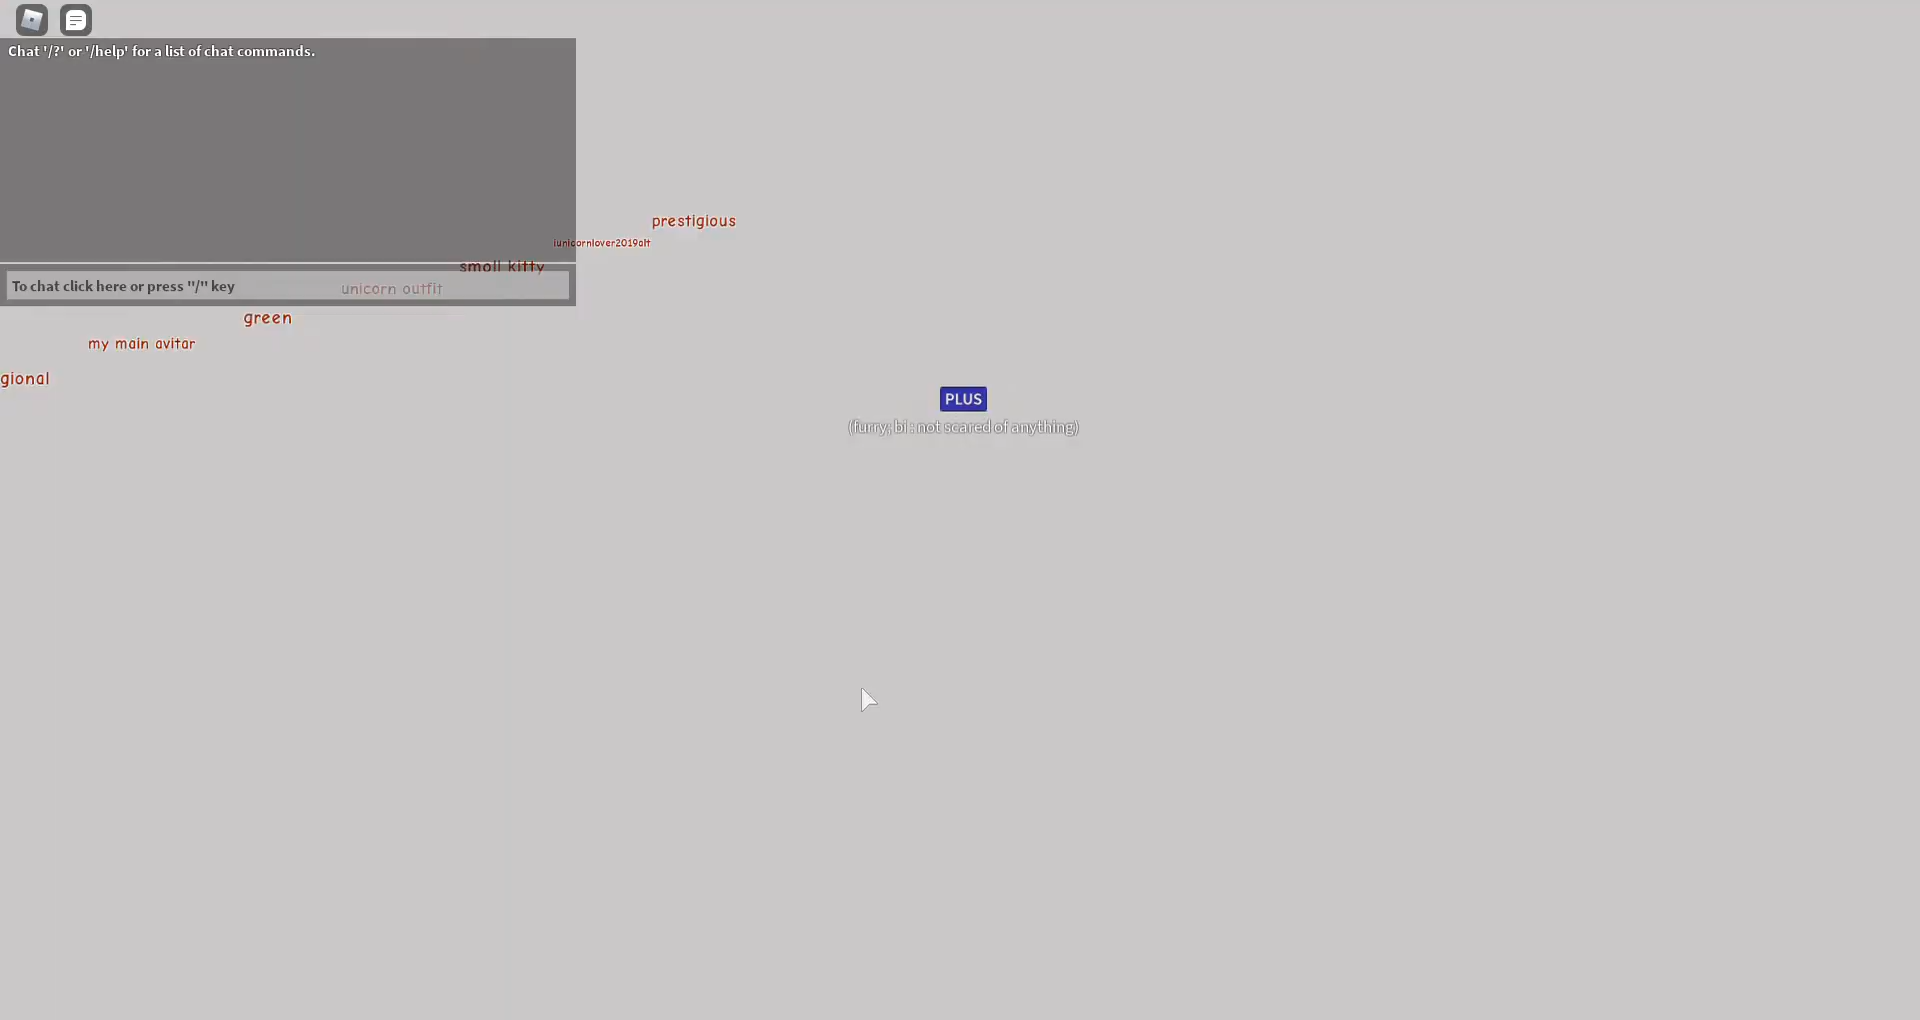 Chat '/?' or '/help' for a list of chat commands.
prestigious
iunicornlover2019alt
smoll kitty
To chat click here or press "/" key
unicorn outfit
green
my main avitar
gional
PLUS
(furry; bi : not scared of anything)